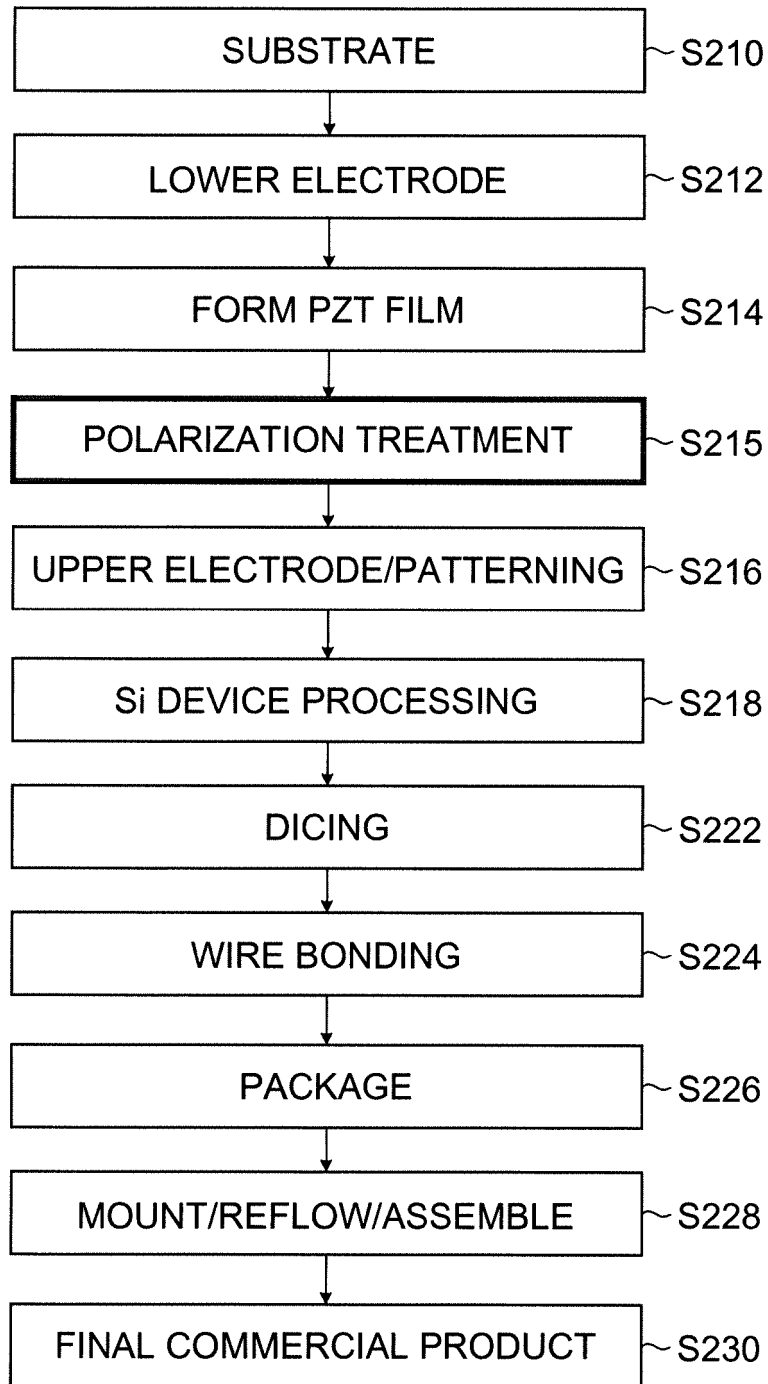 SUBSTRATE S210
LOWER ELECTRODE S212
FORM PZT FILM S214
POLARIZATION TREATMENT S215
UPPER ELECTRODE/PATTERNING S216
Si DEVICE PROCESSING S218
DICING S222
WIRE BONDING S224
PACKAGE S226
MOUNT/REFLOW/ASSEMBLE S228
FINAL COMMERCIAL PRODUCT S230